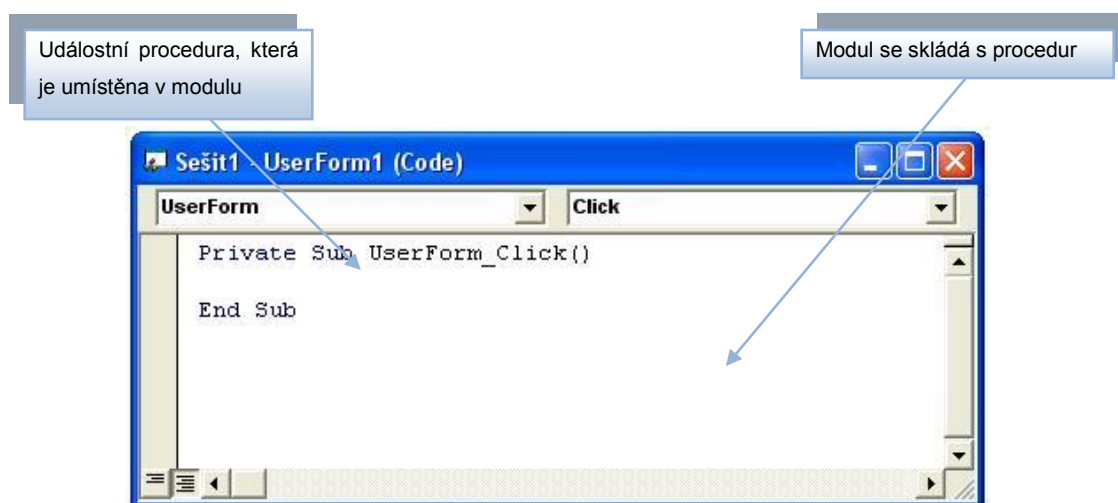 Událostní procedura, která
je umístěna v modulu
Modul se skládá s procedur
Sešit1 - UserForm1 (Code)
UserForm
Click
Private Sub UserForm_Click()
End Sub